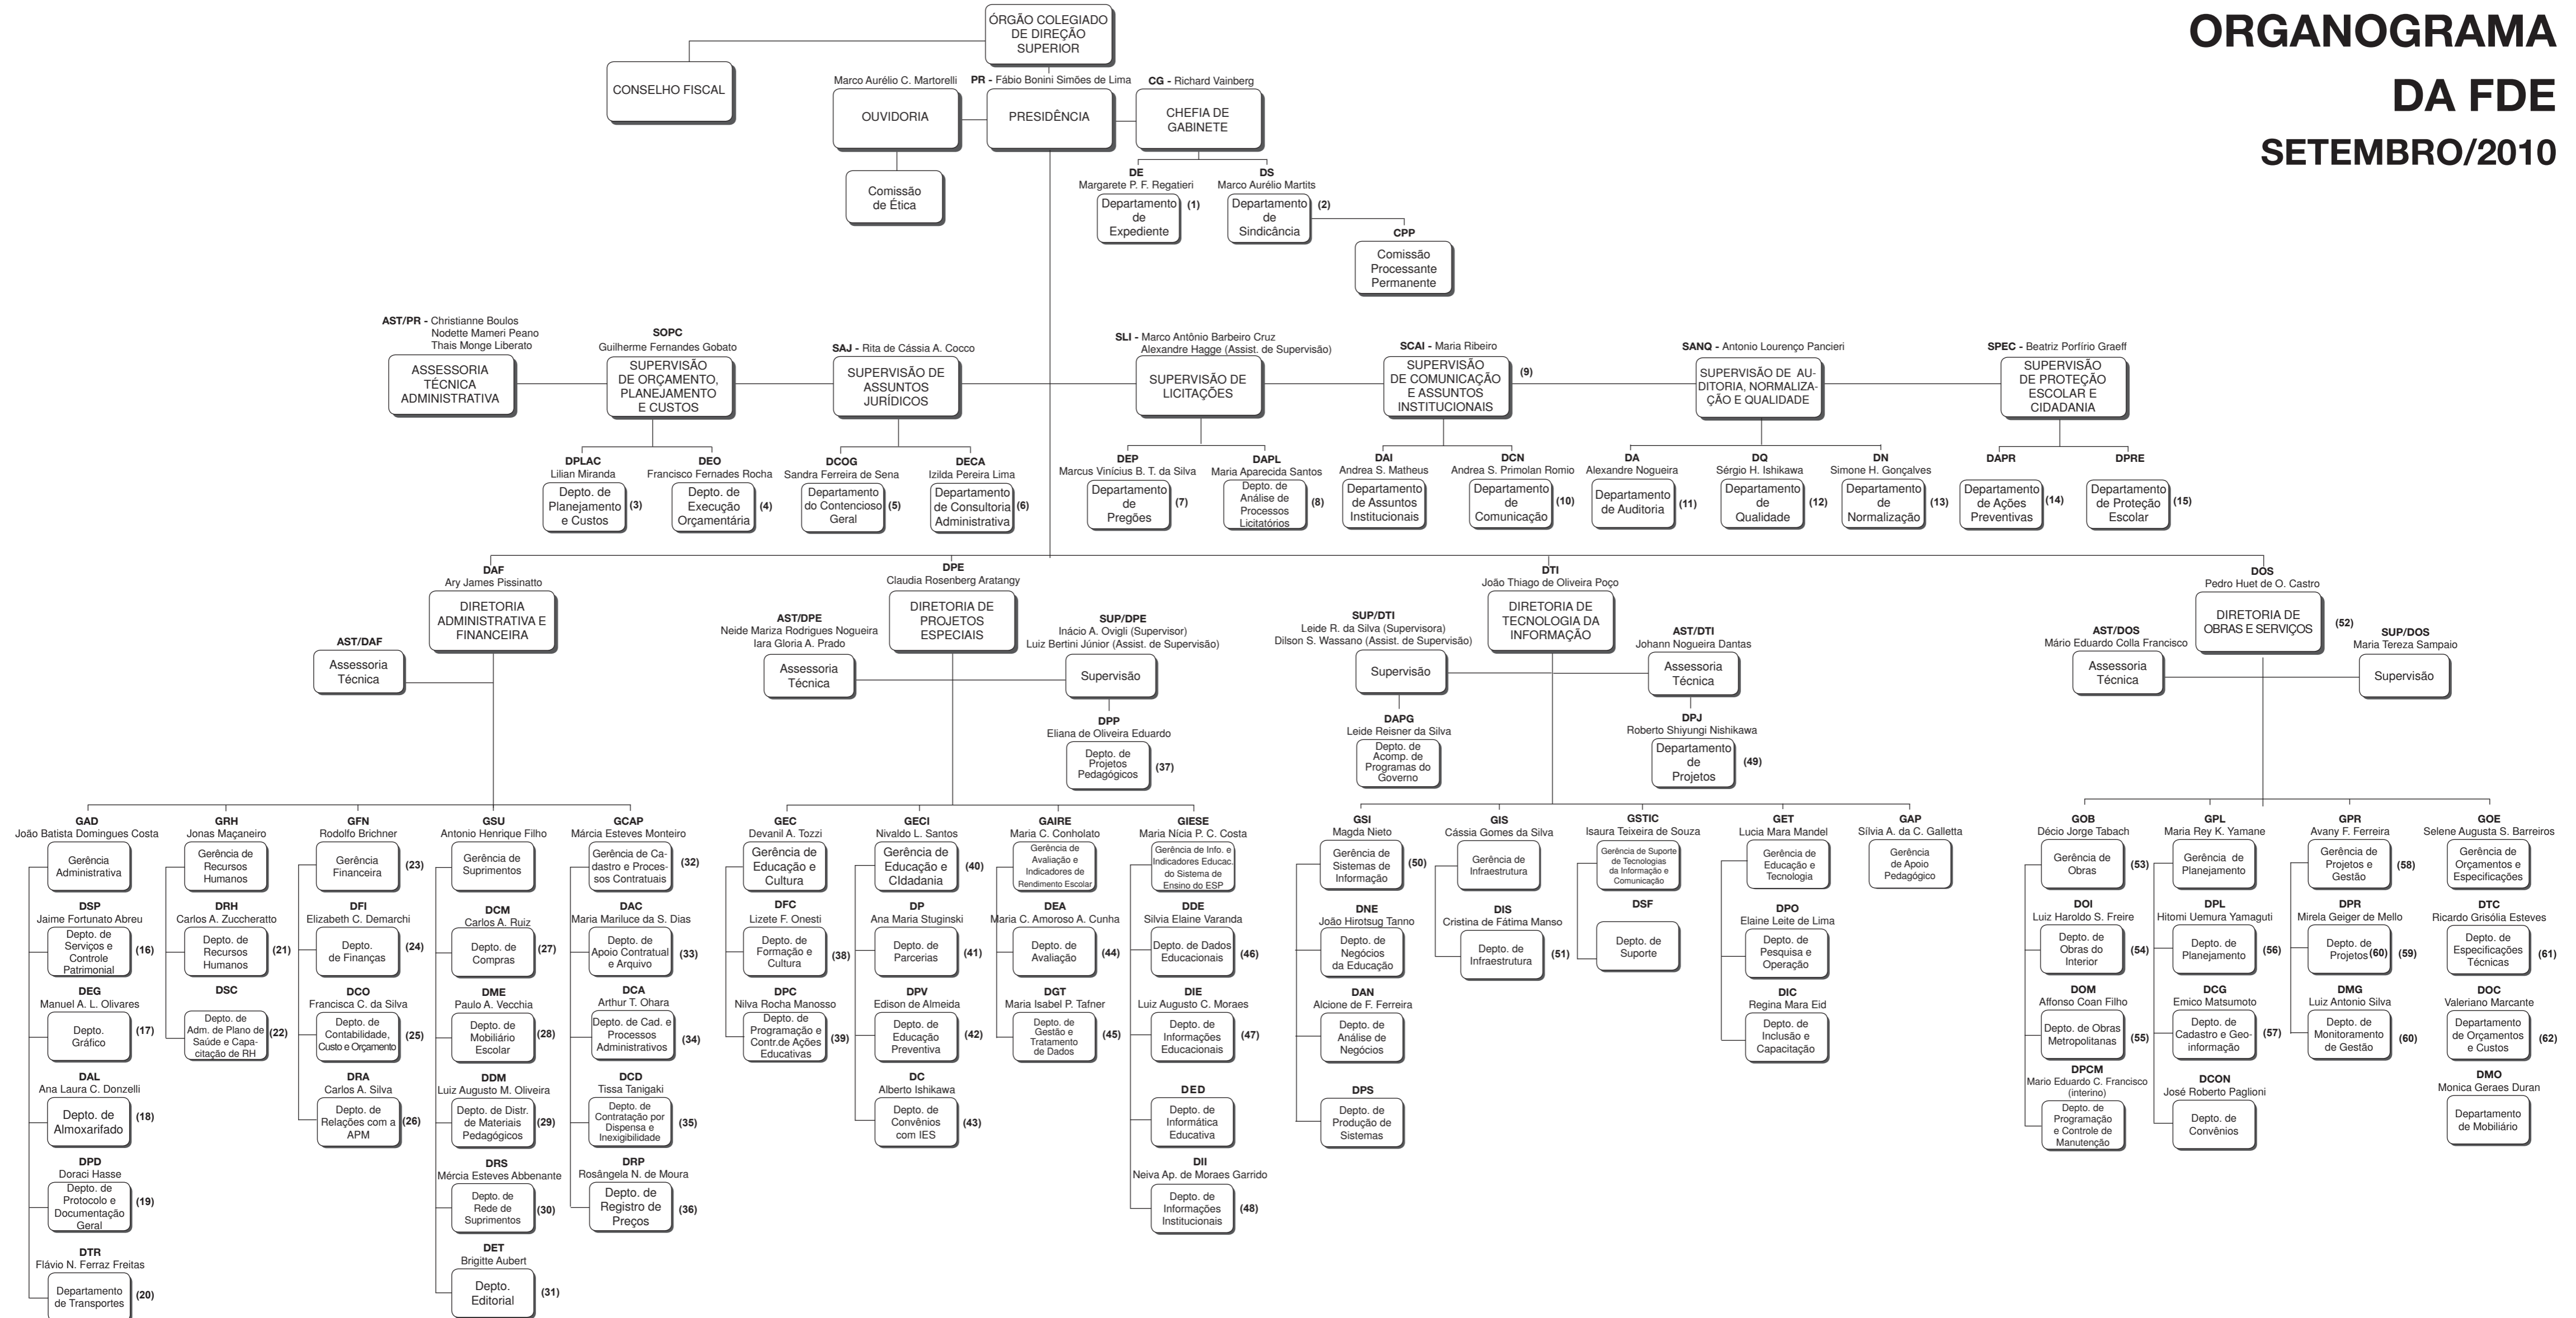 ORGANOGRAMA
DA FDE
SETEMBRO/2010
ÓRGÃO COLEGIADO
DE DIREÇÃO
SUPERIOR
CONSELHO FISCAL
Marco Aurélio C. Martorelli
OUVIDORIA
PR - Fábio Bonini Simões de Lima
PRESIDÊNCIA
CG - Richard Vainberg
CHEFIA DE
GABINETE
Comissão
de Ética
DE
Margarete P. F. Regatieri
Departamento
de
Expediente
(1)
DS
Marco Aurélio Martits
Departamento
de
Sindicância
(2)
CPP
Comissão
Processante
Permanente
AST/PR - Christianne Boulos
Nodette Mameri Peano
Thais Monge Liberato
ASSESSORIA
TÉCNICA
ADMINISTRATIVA
SOPC
Guilherme Fernandes Gobato
SUPERVISÃO
DE ORÇAMENTO,
PLANEJAMENTO
E CUSTOS
SAJ - Rita de Cássia A. Cocco
SUPERVISÃO DE
ASSUNTOS
JURÍDICOS
SLI - Marco Antônio Barbeiro Cruz
Alexandre Hagge (Assist. de Supervisão)
SUPERVISÃO DE
LICITAÇÕES
SCAI - Maria Ribeiro
SUPERVISÃO
DE COMUNICAÇÃO
E ASSUNTOS
INSTITUCIONAIS
(9)
SANQ - Antonio Lourenço Pancieri
SUPERVISÃO DE AU-
DITORIA, NORMALIZA-
ÇÃO E QUALIDADE
SPEC - Beatriz Porfírio Graeff
SUPERVISÃO
DE PROTEÇÃO
ESCOLAR E
CIDADANIA
DPLAC
Lilian Miranda
Depto. de
Planejamento
e Custos
(3)
DEO
Francisco Fernades Rocha
Depto. de
Execução
Orçamentária
(4)
DCOG
Sandra Ferreira de Sena
Departamento
do Contencioso
Geral
(5)
DECA
Izilda Pereira Lima
Departamento
de Consultoria
Administrativa
(6)
DEP
Marcus Vinícius B. T. da Silva
Departamento
de
Pregões
(7)
DAPL
Maria Aparecida Santos
Depto. de
Análise de
Processos
Licitatórios
(8)
DAI
Andrea S. Matheus
Departamento
de Assuntos
Institucionais
DCN
Andrea S. Primolan Romio
Departamento
de
Comunicação
(10)
DA
Alexandre Nogueira
Departamento
de Auditoria
(11)
DQ
Sérgio H. Ishikawa
Departamento
de
Qualidade
(12)
DN
Simone H. Gonçalves
Departamento
de
Normalização
(13)
DAPR
Departamento
de Ações
Preventivas
(14)
DPRE
Departamento
de Proteção
Escolar
(15)
DAF
Ary James Pissinatto
DIRETORIA
ADMINISTRATIVA E
FINANCEIRA
AST/DAF
Assessoria
Técnica
DPE
Claudia Rosenberg Aratangy
DIRETORIA DE
PROJETOS
ESPECIAIS
AST/DPE
Neide Mariza Rodrigues Nogueira
Iara Gloria A. Prado
Assessoria
Técnica
SUP/DPE
Inácio A. Ovigli (Supervisor)
Luiz Bertini Júnior (Assist. de Supervisão)
Supervisão
DPP
Eliana de Oliveira Eduardo
Depto. de
Projetos
Pedagógicos
(37)
DTI
João Thiago de Oliveira Poço
DIRETORIA DE
TECNOLOGIA DA
INFORMAÇÃO
SUP/DTI
Leide R. da Silva (Supervisora)
Dilson S. Wassano (Assist. de Supervisão)
Supervisão
AST/DTI
Johann Nogueira Dantas
Assessoria
Técnica
DAPG
Leide Reisner da Silva
Depto. de
Acomp. de
Programas do
Governo
DPJ
Roberto Shiyungi Nishikawa
Departamento
de
Projetos
(49)
DOS
Pedro Huet de O. Castro
DIRETORIA DE
OBRAS E SERVIÇOS
(52)
AST/DOS
Mário Eduardo Colla Francisco
Assessoria
Técnica
SUP/DOS
Maria Tereza Sampaio
Supervisão
GAD
João Batista Domingues Costa
Gerência
Administrativa
DSP
Jaime Fortunato Abreu
Depto. de
Serviços e
Controle
Patrimonial
(16)
DEG
Manuel A. L. Olivares
Depto.
Gráfico
(17)
DAL
Ana Laura C. Donzelli
Depto. de
Almoxarifado
(18)
DPD
Doraci Hasse
Depto. de
Protocolo e
Documentação
Geral
(19)
DTR
Flávio N. Ferraz Freitas
Departamento
de Transportes
(20)
GRH
Jonas Maçaneiro
Gerência de
Recursos
Humanos
DRH
Carlos A. Zuccheratto
Depto. de
Recursos
Humanos
(21)
DSC
Depto. de
Adm. de Plano de
Saúde e Capa-
citação de RH
(22)
GFN
Rodolfo Brichner
Gerência
Financeira
(23)
DFI
Elizabeth C. Demarchi
Depto.
de Finanças
(24)
DCO
Francisca C. da Silva
Depto. de
Contabilidade,
Custo e Orçamento
(25)
DRA
Carlos A. Silva
Depto. de
Relações com a
APM
(26)
GSU
Antonio Henrique Filho
Gerência de
Suprimentos
DCM
Carlos A. Ruiz
Depto. de
Compras
(27)
DME
Paulo A. Vecchia
Depto. de
Mobiliário
Escolar
(28)
DDM
Luiz Augusto M. Oliveira
Depto. de Distr.
de Materiais
Pedagógicos
(29)
DRS
Mércia Esteves Abbenante
Depto. de
Rede de
Suprimentos
(30)
DET
Brigitte Aubert
Depto.
Editorial
(31)
GCAP
Márcia Esteves Monteiro
Gerência de Ca-
dastro e Proces-
sos Contratuais
(32)
DAC
Maria Mariluce da S. Dias
Depto. de
Apoio Contratual
e Arquivo
(33)
DCA
Arthur T. Ohara
Depto. de Cad. e
Processos
Administrativos
(34)
DCD
Tissa Tanigaki
Depto. de
Contratação por
Dispensa e
Inexigibilidade
(35)
DRP
Rosângela N. de Moura
Depto. de
Registro de
Preços
(36)
GEC
Devanil A. Tozzi
Gerência de
Educação e
Cultura
DFC
Lizete F. Onesti
Depto. de
Formação e
Cultura
(38)
DPC
Nilva Rocha Manosso
Depto. de
Programação e
Contr.de Ações
Educativas
(39)
GECI
Nivaldo L. Santos
Gerência de
Educação e
CIdadania
(40)
DP
Ana Maria Stuginski
Depto. de
Parcerias
(41)
DPV
Edison de Almeida
Depto. de
Educação
Preventiva
(42)
DC
Alberto Ishikawa
Depto. de
Convênios
com IES
(43)
GAIRE
Maria C. Conholato
Gerência de
Avaliação e
Indicadores de
Rendimento Escolar
DEA
Maria C. Amoroso A. Cunha
Depto. de
Avaliação
(44)
DGT
Maria Isabel P. Tafner
Depto. de
Gestão e
Tratamento
de Dados
(45)
GIESE
Maria Nícia P. C. Costa
Gerência de Info. e
Indicadores Educac.
do Sistema de
Ensino do ESP
DDE
Silvia Elaine Varanda
Depto. de Dados
Educacionais
(46)
DIE
Luiz Augusto C. Moraes
Depto. de
Informações
Educacionais
(47)
DED
Depto. de
Informática
Educativa
DII
Neiva Ap. de Moraes Garrido
Depto. de
Informações
Institucionais
(48)
GSI
Magda Nieto
Gerência de
Sistemas de
Informação
(50)
DNE
João Hirotsug Tanno
Depto. de
Negócios
da Educação
DAN
Alcione de F. Ferreira
Depto. de
Análise de
Negócios
DPS
Depto. de
Produção de
Sistemas
GIS
Cássia Gomes da Silva
Gerência de
Infraestrutura
DIS
Cristina de Fátima Manso
Depto. de
Infraestrutura
(51)
GSTIC
Isaura Teixeira de Souza
Gerência de Suporte
de Tecnologias
da Informação e
Comunicação
DSF
Depto. de
Suporte
GET
Lucia Mara Mandel
Gerência de
Educação e
Tecnologia
DPO
Elaine Leite de Lima
Depto. de
Pesquisa e
Operação
DIC
Regina Mara Eid
Depto. de
Inclusão e
Capacitação
GAP
Sílvia A. da C. Galletta
Gerência
de Apoio
Pedagógico
GOB
Décio Jorge Tabach
Gerência de
Obras
(53)
DOI
Luiz Haroldo S. Freire
Depto. de
Obras do
Interior
(54)
DOM
Affonso Coan Filho
Depto. de Obras
Metropolitanas
(55)
DPCM
Mario Eduardo C. Francisco
(interino)
Depto. de
Programação
e Controle de
Manutenção
GPL
Maria Rey K. Yamane
Gerência de
Planejamento
DPL
Hitomi Uemura Yamaguti
Depto. de
Planejamento
(56)
DCG
Emico Matsumoto
Depto. de
Cadastro e Geo-
informação
(57)
DCON
José Roberto Paglioni
Depto. de
Convênios
GPR
Avany F. Ferreira
Gerência de
Projetos e
Gestão
(58)
DPR
Mirela Geiger de Mello
Depto. de
Projetos (60)
(59)
DMG
Luiz Antonio Silva
Depto. de
Monitoramento
de Gestão
(60)
GOE
Selene Augusta S. Barreiros
Gerência de
Orçamentos e
Especificações
DTC
Ricardo Grisólia Esteves
Depto. de
Especificações
Técnicas
(61)
DOC
Valeriano Marcante
Departamento
de Orçamentos
e Custos
(62)
DMO
Monica Geraes Duran
Departamento
de Mobiliário